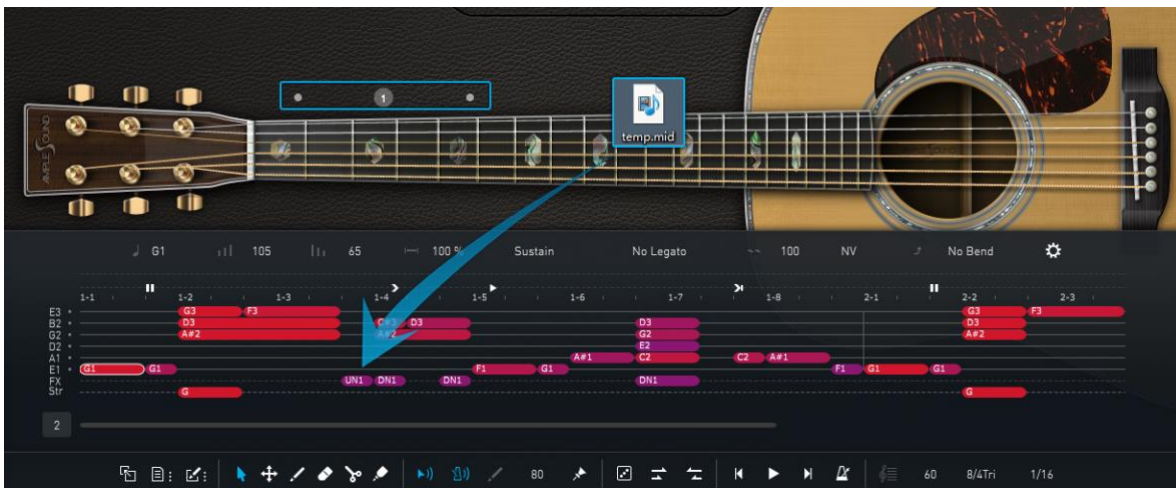 AMPLE SOUND
1
temp.mid
G1 105 65 100 % Sustain No Legato 100 NV No Bend
1-1 1-2 1-3 1-4 1-5 1-6 1-7 1-8 2-1 2-2 2-3
E3 G3 F3 G3 F3
B2 D3 C#3 D3 D3 D3
G2 A#2 A#2 G2 A#2
D2 E2
A1 A#1 C2 C2 A#1
E1 G1 G1 F1 G1 F1 G1 G1
FX UN1 DN1 DN1 DN1
Str G G
2
80 60 8/4Tri 1/16